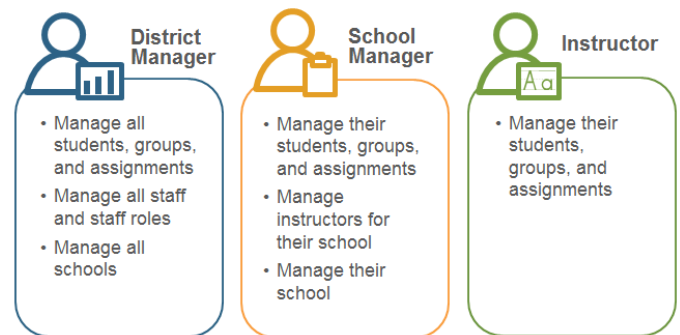 District
Manager
• Manage all
students, groups,
and assignments
• Manage all staff
and staff roles
• Manage all
schools
School
Manager
• Manage their
students, groups,
and assignments
• Manage
instructors for
their school
• Manage their
school
Instructor
Aa
• Manage their
students,
groups, and
assignments